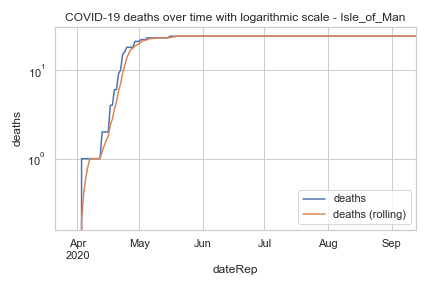 COVID-19 deaths over time with logarithmic scale - Isle_of_Man
deaths
10^1
10^0
deaths
deaths (rolling)
Apr May Jun Jul Aug Sep
2020
dateRep